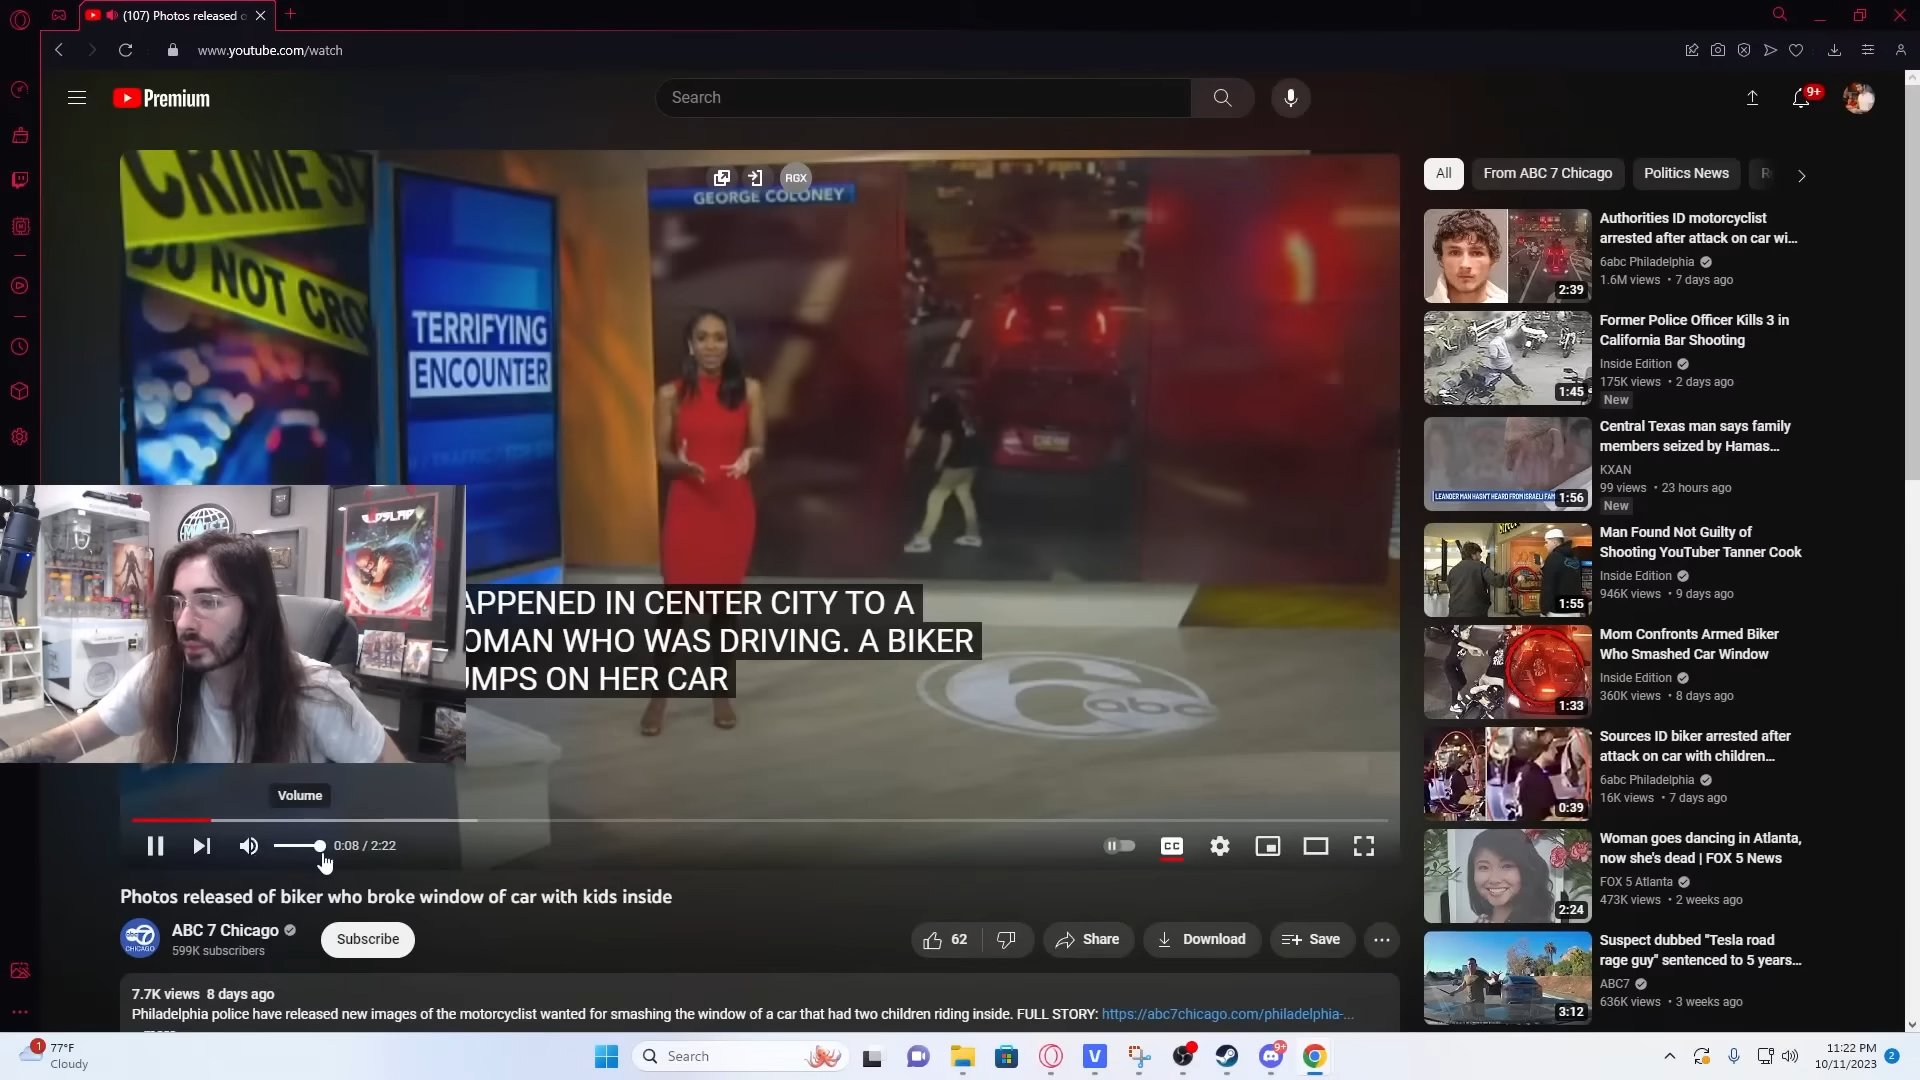 (107) Photos released o
www.youtube.com/watch
Premium
Search
9+
CRIME S
DO NOT CRO
TERRIFYING
ENCOUNTER
GEORGE COLONEY
RGX
APPENED IN CENTER CITY TO A
OMAN WHO WAS DRIVING. A BIKER
UMPS ON HER CAR
abc
Volume
0:08 / 2:22
CC
Photos released of biker who broke window of car with kids inside
ABC 7 Chicago
599K subscribers
Subscribe
62
Share
Download
Save
7.7K views 8 days ago
Philadelphia police have released new images of the motorcyclist wanted for smashing the window of a car that had two children riding inside. FULL STORY: https://abc7chicago.com/philadelphia-...
All
From ABC 7 Chicago
Politics News
Authorities ID motorcyclist
arrested after attack on car wi...
6abc Philadelphia
1.6M views • 7 days ago
2:39
Former Police Officer Kills 3 in
California Bar Shooting
Inside Edition
175K views • 2 days ago
New
1:45
Central Texas man says family
members seized by Hamas...
KXAN
99 views • 23 hours ago
New
LEANDER MAN HASN'T HEARD FROM ISRAELI FAM
1:56
Man Found Not Guilty of
Shooting YouTuber Tanner Cook
Inside Edition
946K views • 9 days ago
1:55
Mom Confronts Armed Biker
Who Smashed Car Window
Inside Edition
360K views • 8 days ago
1:33
Sources ID biker arrested after
attack on car with children...
6abc Philadelphia
16K views • 7 days ago
0:39
Woman goes dancing in Atlanta,
now she's dead | FOX 5 News
FOX 5 Atlanta
473K views • 2 weeks ago
2:24
Suspect dubbed "Tesla road
rage guy" sentenced to 5 years...
ABC7
636K views • 3 weeks ago
3:12
1
77°F
Cloudy
Search
9+
11:22 PM
10/11/2023
2